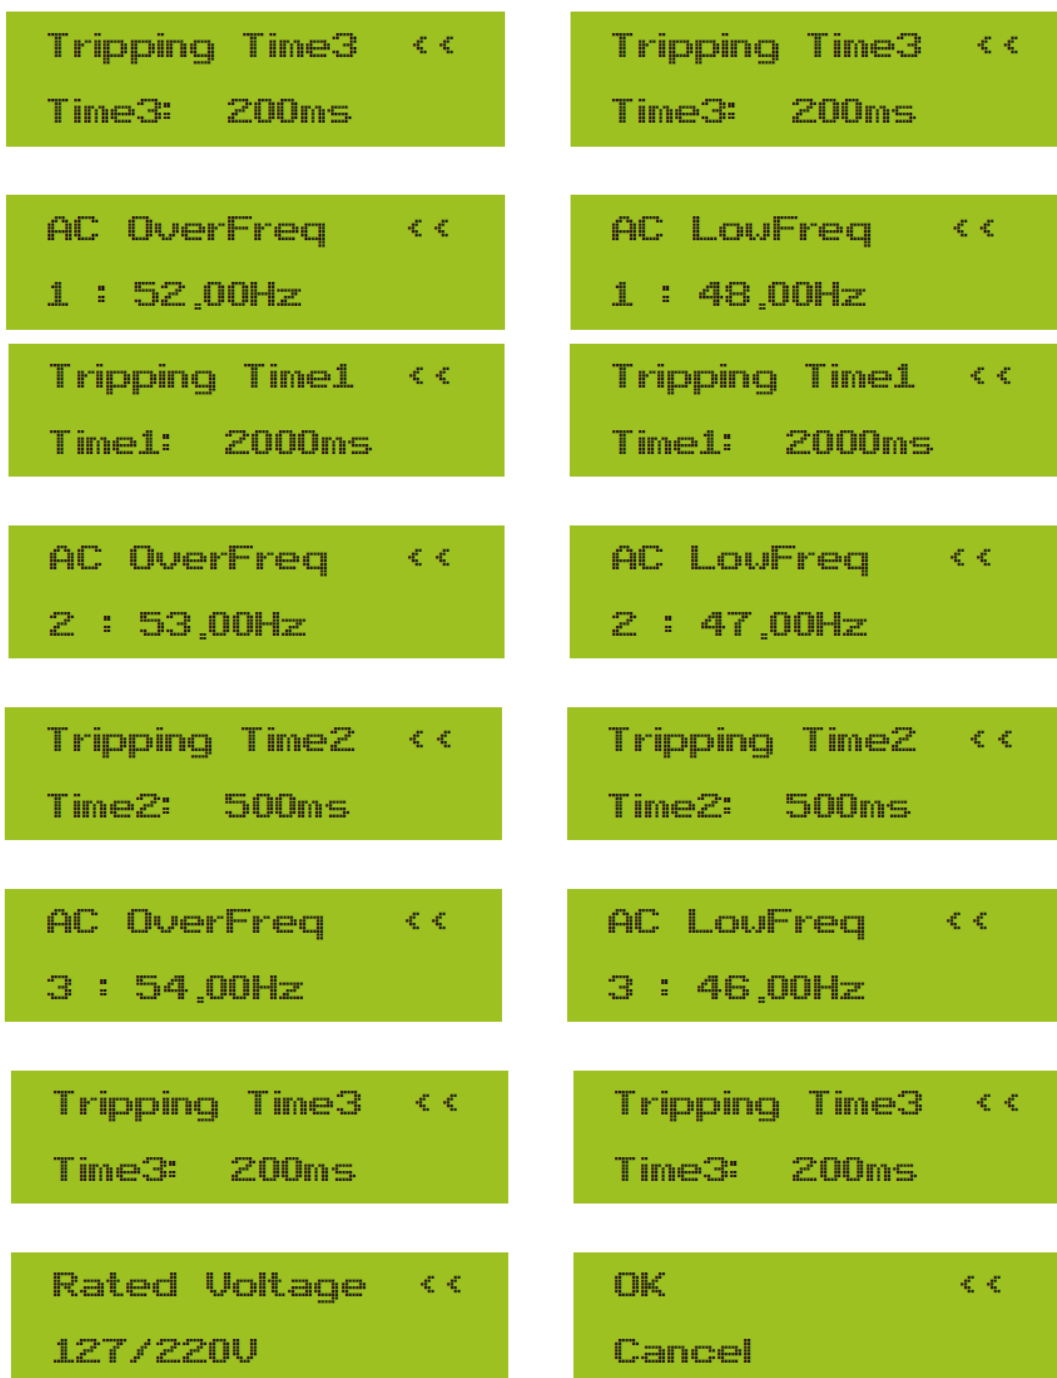 Tripping Time3 <<
Time3: 200ms
Tripping Time3 <<
Time3: 200ms
AC OverFreq <<
1 : 52.00Hz
AC LowFreq <<
1 : 48.00Hz
Tripping Time1 <<
Time1: 2000ms
Tripping Time1 <<
Time1: 2000ms
AC OverFreq <<
2 : 53.00Hz
AC LowFreq <<
2 : 47.00Hz
Tripping Time2 <<
Time2: 500ms
Tripping Time2 <<
Time2: 500ms
AC OverFreq <<
3 : 54.00Hz
AC LowFreq <<
3 : 46.00Hz
Tripping Time3 <<
Time3: 200ms
Tripping Time3 <<
Time3: 200ms
Rated Voltage <<
127/220V
OK <<
Cancel